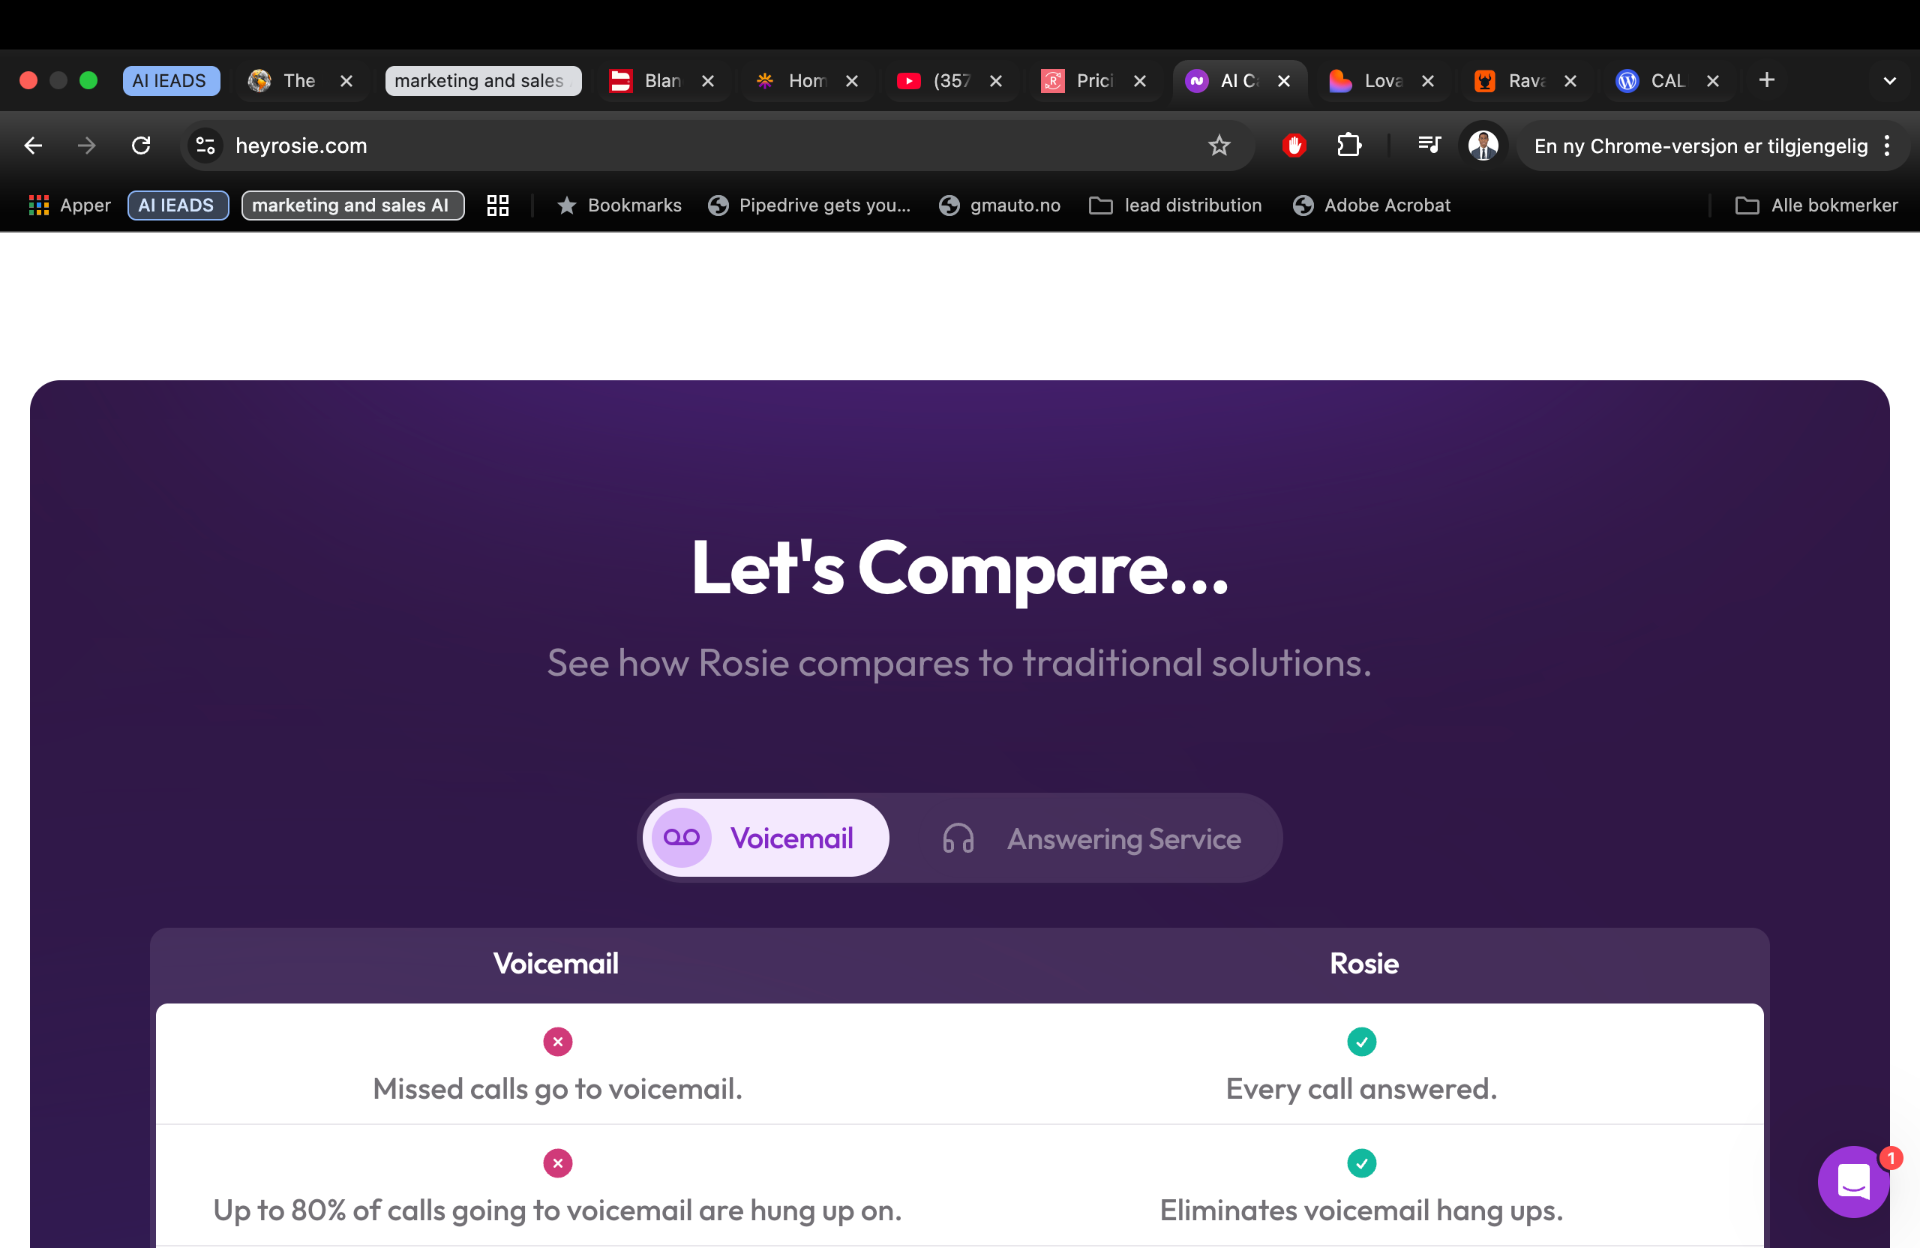 AI lEADS
The
marketing and sales
Blan
Hom
(357
Prici
AI C
Lova
Rava
CAL
heyrosie.com
En ny Chrome-versjon er tilgjengelig
Apper
AI lEADS
marketing and sales AI
Bookmarks
Pipedrive gets you...
gmauto.no
lead distribution
Adobe Acrobat
Alle bokmerker
Let's Compare...
See how Rosie compares to traditional solutions.
Voicemail
Answering Service
Voicemail
Rosie
Missed calls go to voicemail.
Every call answered.
Up to 80% of calls going to voicemail are hung up on.
Eliminates voicemail hang ups.
1